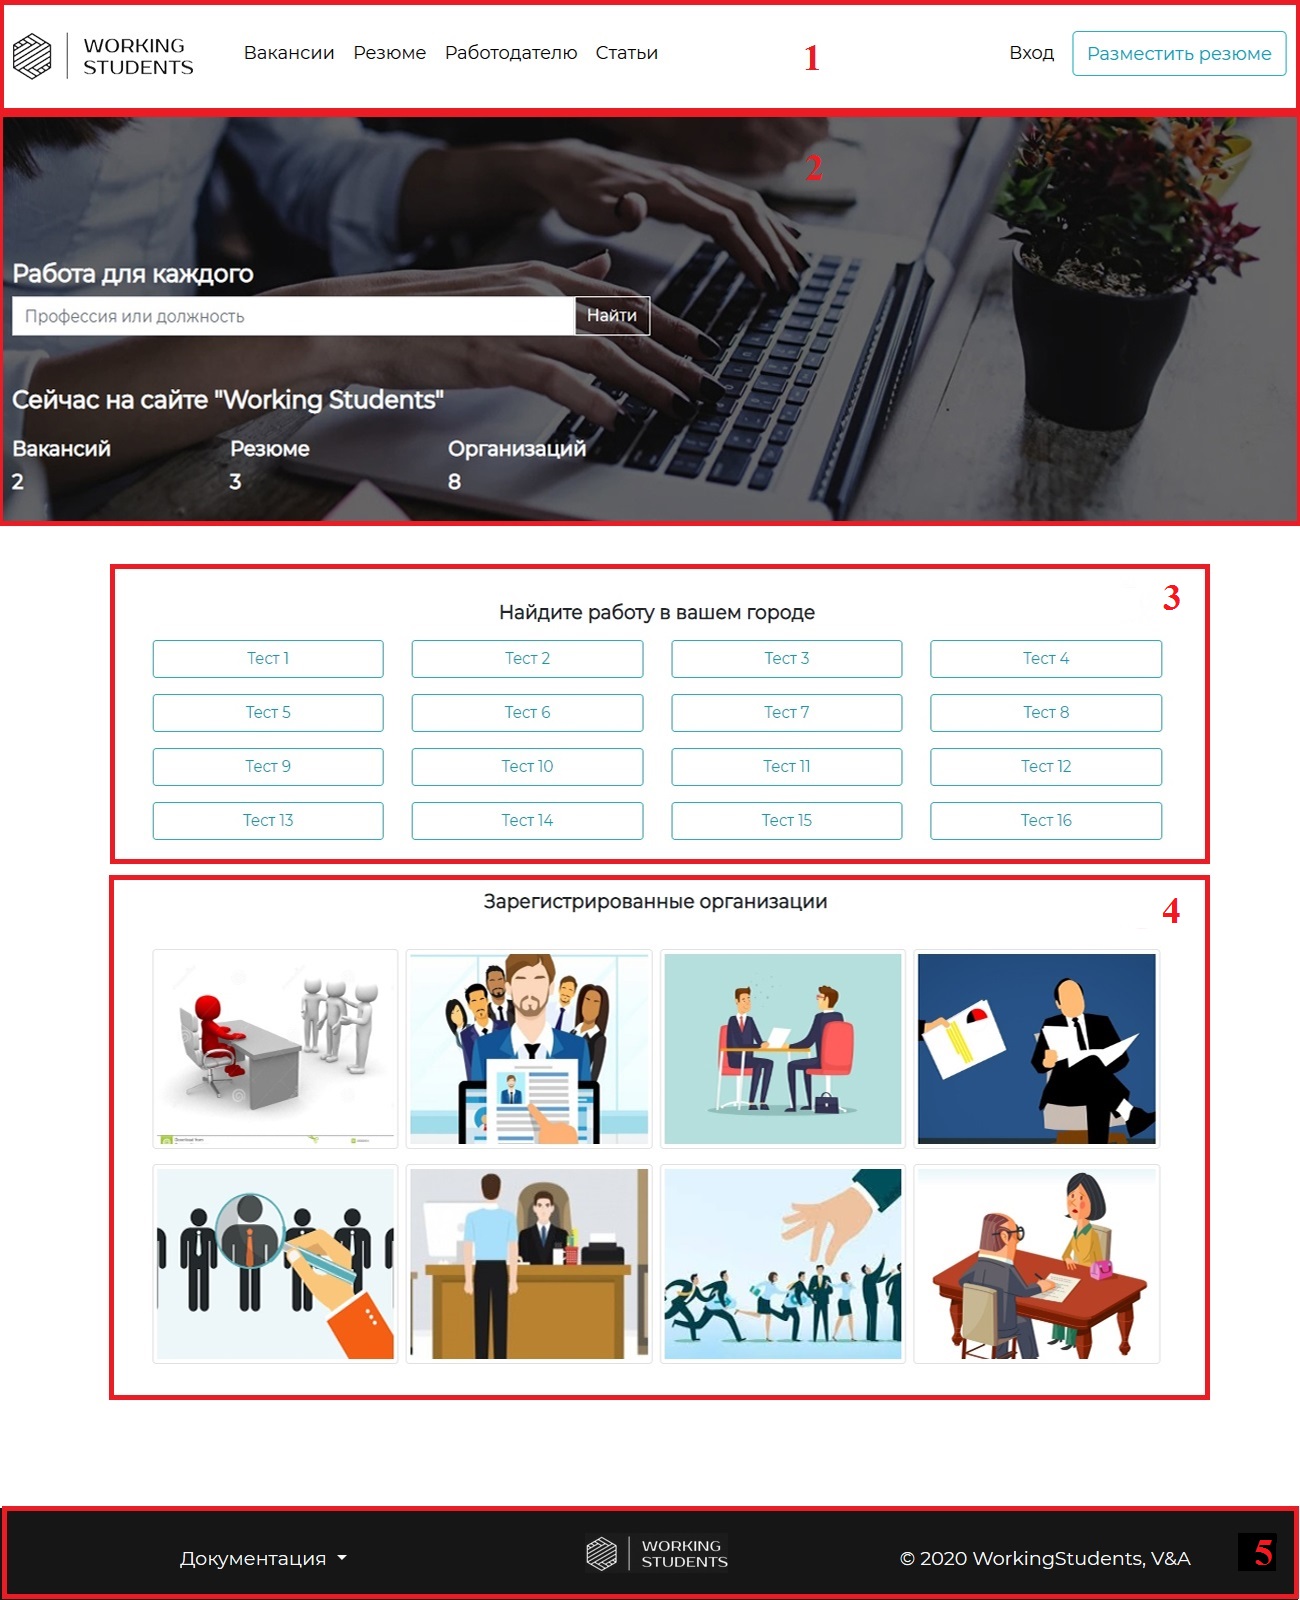 WORKING
STUDENTS
Вакансии Резюме Работодателю Статьи
1
Вход
Разместить резюме
2
Работа для каждого
Профессия или должность
Найти
Сейчас на сайте "Working Students"
Вакансий Резюме Организаций
2 3 8
3
Найдите работу в вашем городе
Тест 1 Тест 2 Тест 3 Тест 4
Тест 5 Тест 6 Тест 7 Тест 8
Тест 9 Тест 10 Тест 11 Тест 12
Тест 13 Тест 14 Тест 15 Тест 16
Зарегистрированные организации
4
Документация
WORKING
STUDENTS
© 2020 WorkingStudents, V&A
5